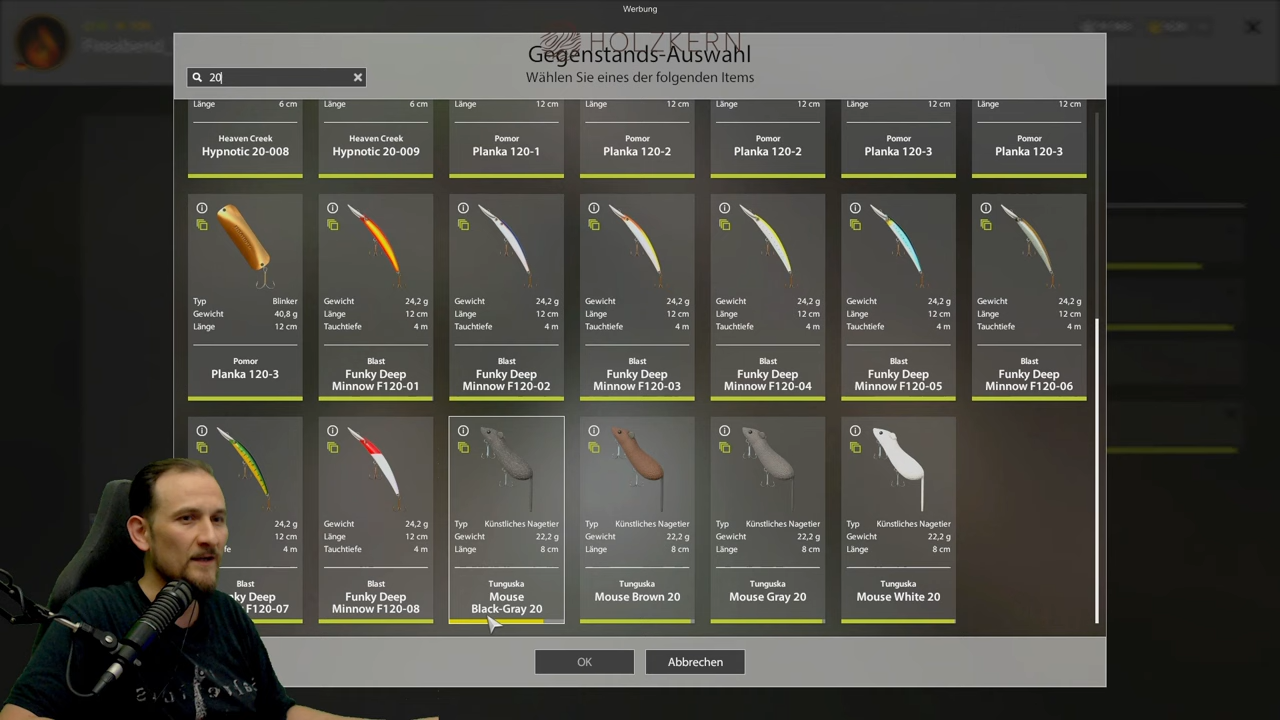 Werbung
HOLZKERN
Gegenstands-Auswahl
Wählen Sie eines der folgenden Items
20
Länge 6 cm
Länge 6 cm
Länge 12 cm
Länge 12 cm
Länge 12 cm
Länge 12 cm
Länge 12 cm
Heaven Creek
Hypnotic 20-008
Heaven Creek
Hypnotic 20-009
Pomor
Planka 120-1
Pomor
Planka 120-2
Pomor
Planka 120-2
Pomor
Planka 120-3
Pomor
Planka 120-3
Typ Blinker
Gewicht 40,8 g
Länge 12 cm
Pomor
Planka 120-3
Gewicht 24,2 g
Länge 12 cm
Tauchtiefe 4 m
Blast
Funky Deep
Minnow F120-01
Gewicht 24,2 g
Länge 12 cm
Tauchtiefe 4 m
Blast
Funky Deep
Minnow F120-02
Gewicht 24,2 g
Länge 12 cm
Tauchtiefe 4 m
Blast
Funky Deep
Minnow F120-03
Gewicht 24,2 g
Länge 12 cm
Tauchtiefe 4 m
Blast
Funky Deep
Minnow F120-04
Gewicht 24,2 g
Länge 12 cm
Tauchtiefe 4 m
Blast
Funky Deep
Minnow F120-05
Gewicht 24,2 g
Länge 12 cm
Tauchtiefe 4 m
Blast
Funky Deep
Minnow F120-06
24,2 g
12 cm
fe 4 m
Blast
ky Deep
F120-07
Gewicht 24,2 g
Länge 12 cm
Tauchtiefe 4 m
Blast
Funky Deep
Minnow F120-08
Typ Künstliches Nagetier
Gewicht 22,2 g
Länge 8 cm
Tunguska
Mouse
Black-Gray 20
Typ Künstliches Nagetier
Gewicht 22,2 g
Länge 8 cm
Tunguska
Mouse Brown 20
Typ Künstliches Nagetier
Gewicht 22,2 g
Länge 8 cm
Tunguska
Mouse Gray 20
Typ Künstliches Nagetier
Gewicht 22,2 g
Länge 8 cm
Tunguska
Mouse White 20
OK
Abbrechen